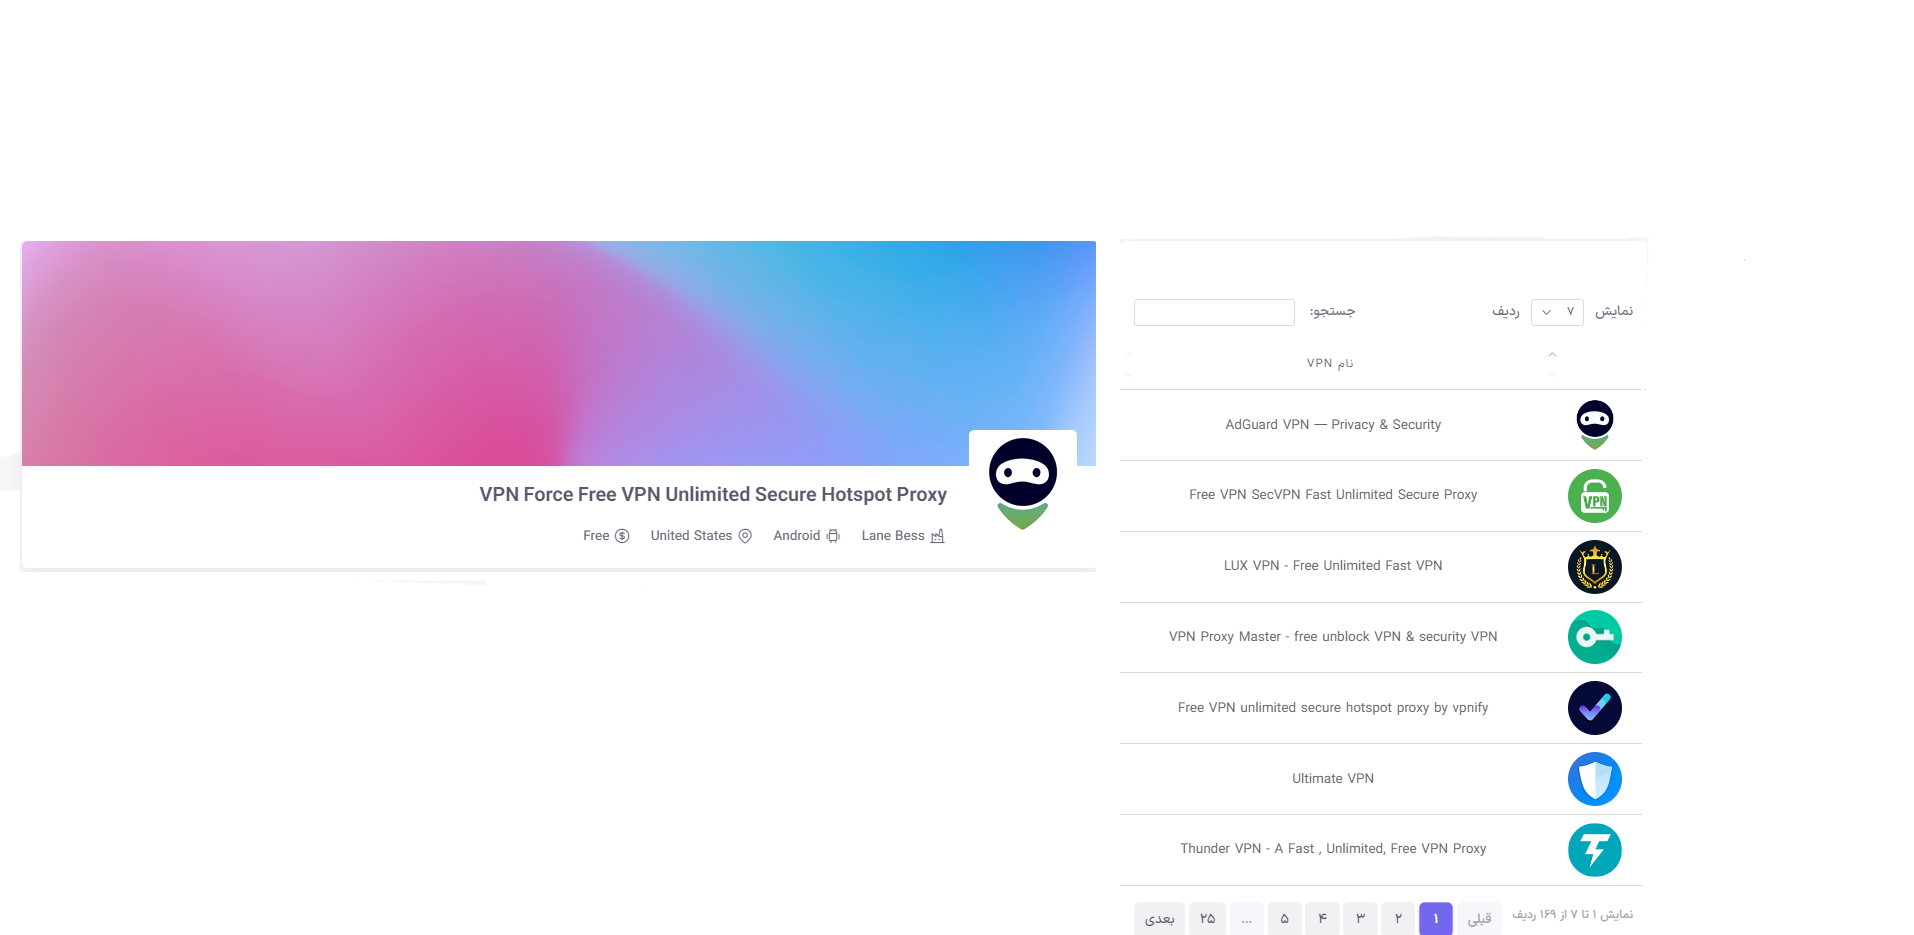 نمایش ۷ ردیف
جستجو:
نام VPN
AdGuard VPN — Privacy & Security
Free VPN SecVPN Fast Unlimited Secure Proxy
VPN
LUX VPN - Free Unlimited Fast VPN
L
VPN Proxy Master - free unblock VPN & security VPN
Free VPN unlimited secure hotspot proxy by vpnify
Ultimate VPN
Thunder VPN - A Fast , Unlimited, Free VPN Proxy
نمایش ۱ تا ۷ از ۱۶۹ ردیف
قبلی ۱ ۲ ۳ ۴ ۵ … ۲۵ بعدی
VPN Force Free VPN Unlimited Secure Hotspot Proxy
Lane Bess Android United States Free